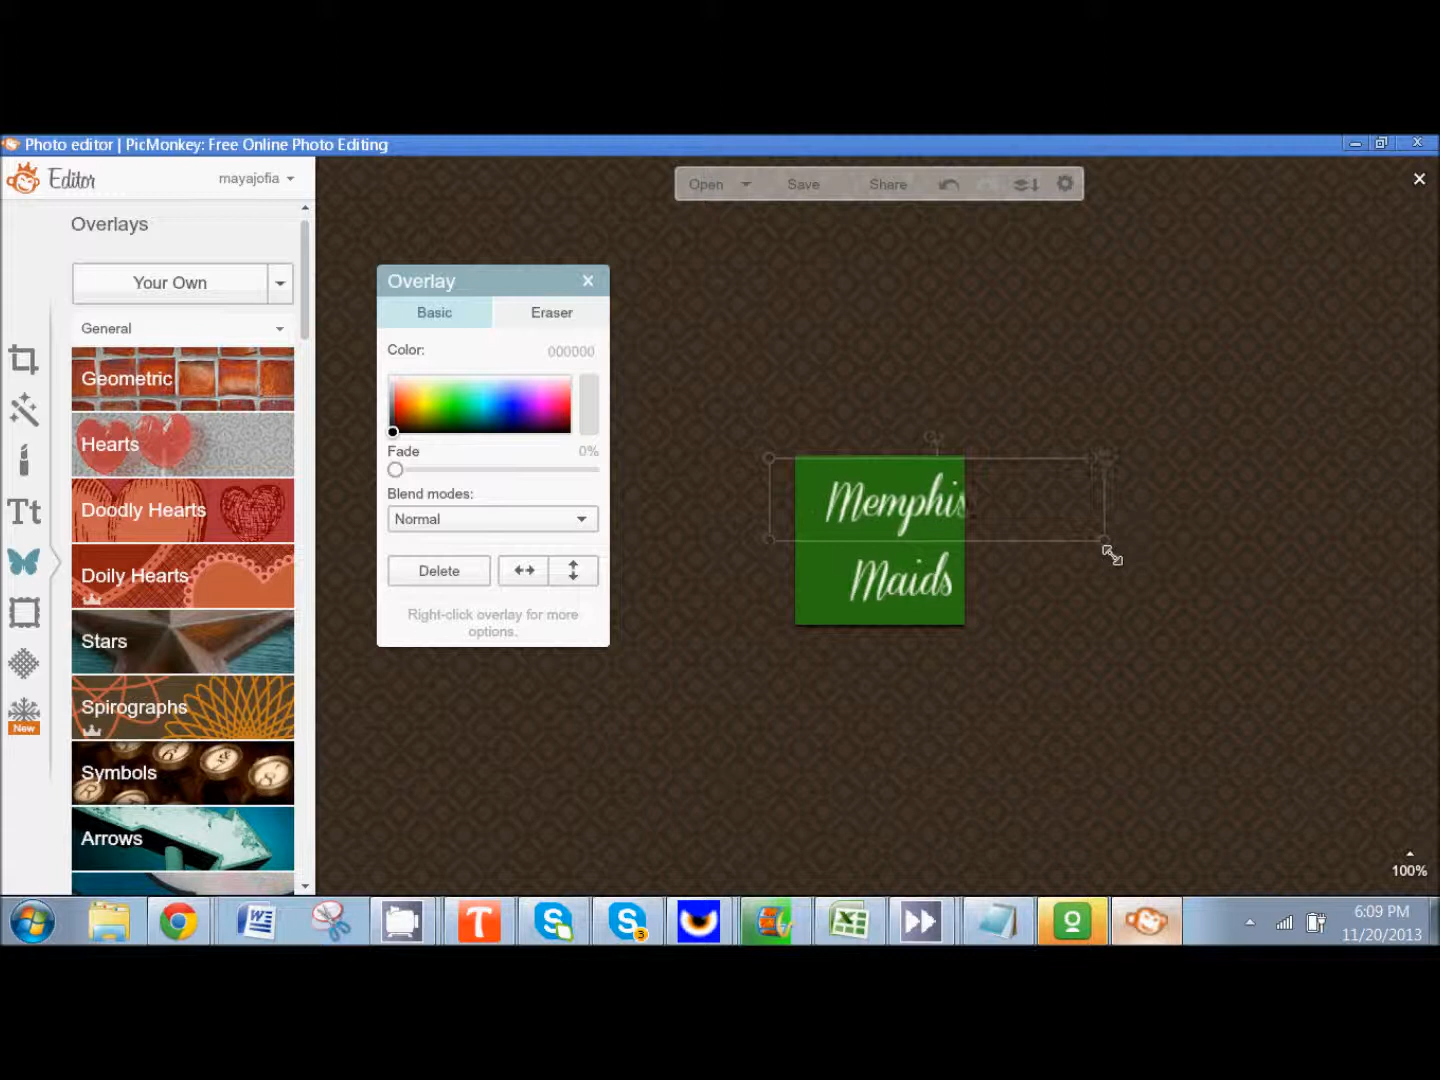 Photo editor | PicMonkey: Free Online Photo Editing
Editor
mayajofia
Open
Save
Share
Overlays
Your Own
General
Geometric
Hearts
Doodly Hearts
Doily Hearts
Stars
Spirographs
Symbols
Arrows
Tt
New
Overlay
Basic
Eraser
Color:
000000
Fade
0%
Blend modes:
Normal
Delete
Right-click overlay for more
options.
Memphis
Maids
100%
3
6:09 PM
11/20/2013